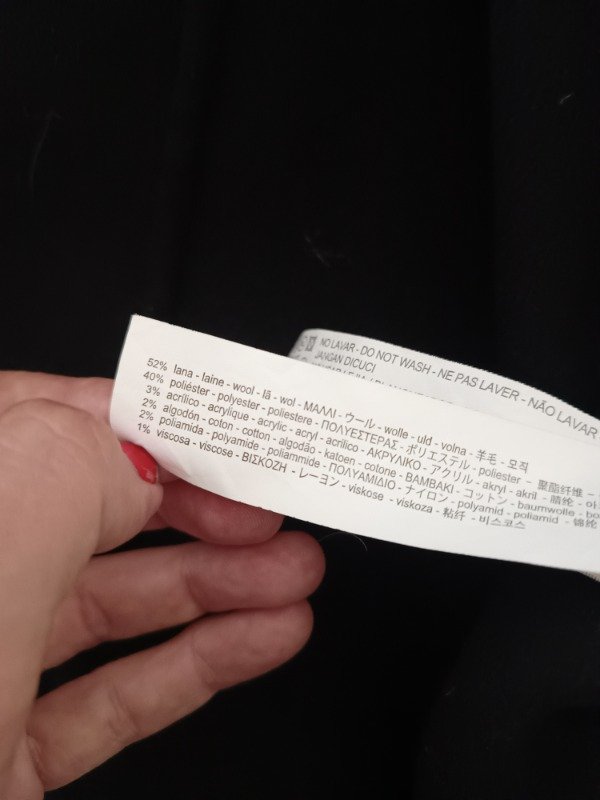 NO LAVAR - DO NOT WASH - NE PAS LAVER - NÃO LAVAR
JANGAN DICUCI
52% lana - laine - wool - lã - wol - ΜΑΛΛΙ - ウール - wolle - uld - volna - 羊毛 - 모직
40% poliéster - polyester - poliestere - ΠΟΛΥΕΣΤΕΡΑΣ - ポリエステル - poliester - 聚酯纤维 -
3% acrílico - acrylique - acrylic - acryl - acrilico - ΑΚΡΥΛΙΚΟ - アクリル - akryl - akril - 腈纶 -
2% algodón - coton - cotton - algodão - katoen - cotone - ΒΑΜΒΑΚΙ - コットン - baumwolle -
2% poliamida - polyamide - poliammide - ΠΟΛΥΑΜΙΔΙΟ - ナイロン - polyamid - poliamid - 锦纶
1% viscosa - viscose - ΒΙΣΚΟΖΗ - レーヨン - viskose - viskoza - 粘纤 - 비스코스